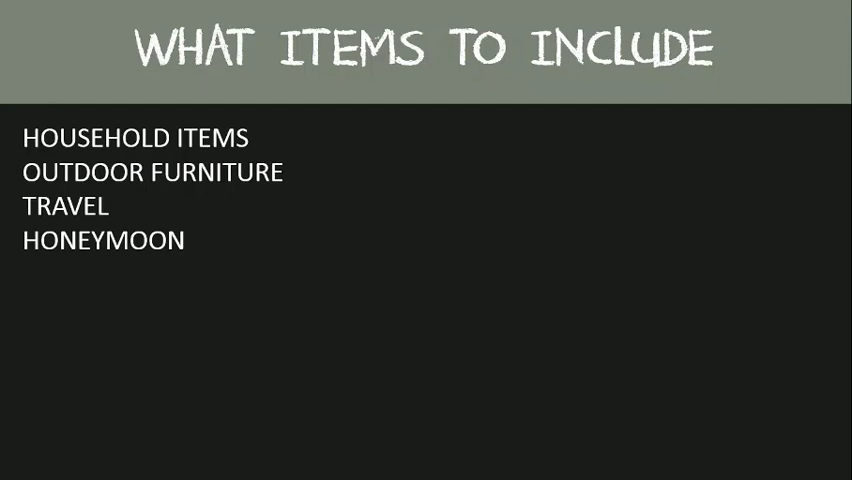 WHAT ITEMS TO INCLUDE
HOUSEHOLD ITEMS
OUTDOOR FURNITURE
TRAVEL
HONEYMOON